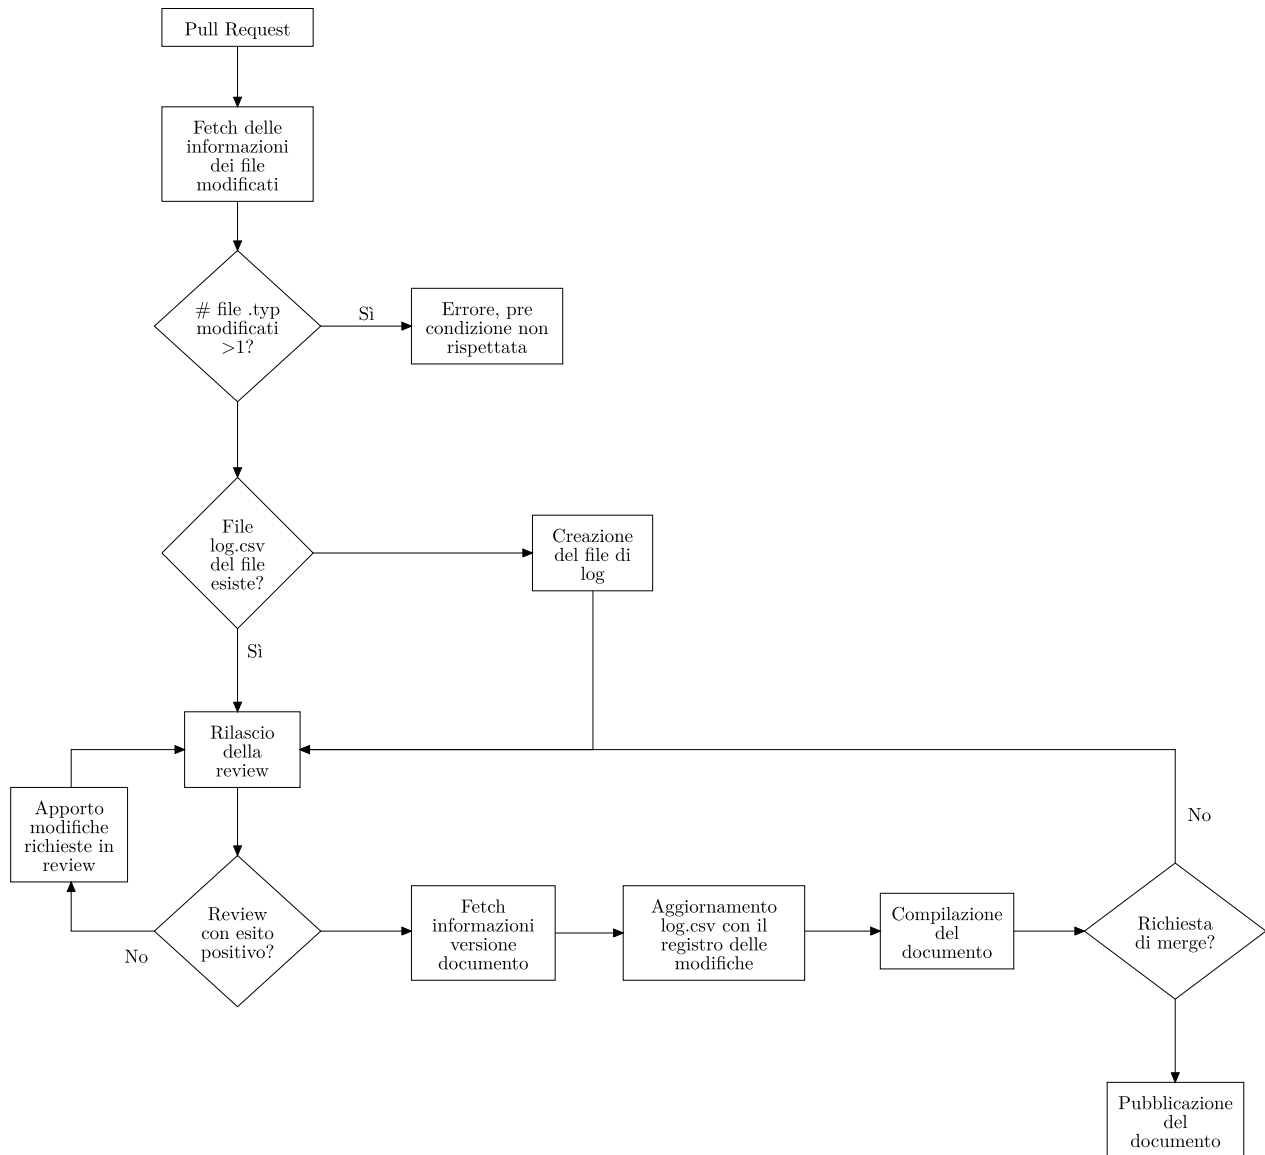 Pull Request
Fetch delle
informazioni
dei file
modificati
# file .typ
modificati
>1?
Sì
Errore, pre
condizione non
rispettata
File
log.csv
del file
esiste?
Creazione
del file di
log
Sì
Rilascio
della
review
Apporto
modifiche
richieste in
review
No
Review
con esito
positivo?
No
Fetch
informazioni
versione
documento
Aggiornamento
log.csv con il
registro delle
modifiche
Compilazione
del
documento
Richiesta
di merge?
Pubblicazione
del
documento